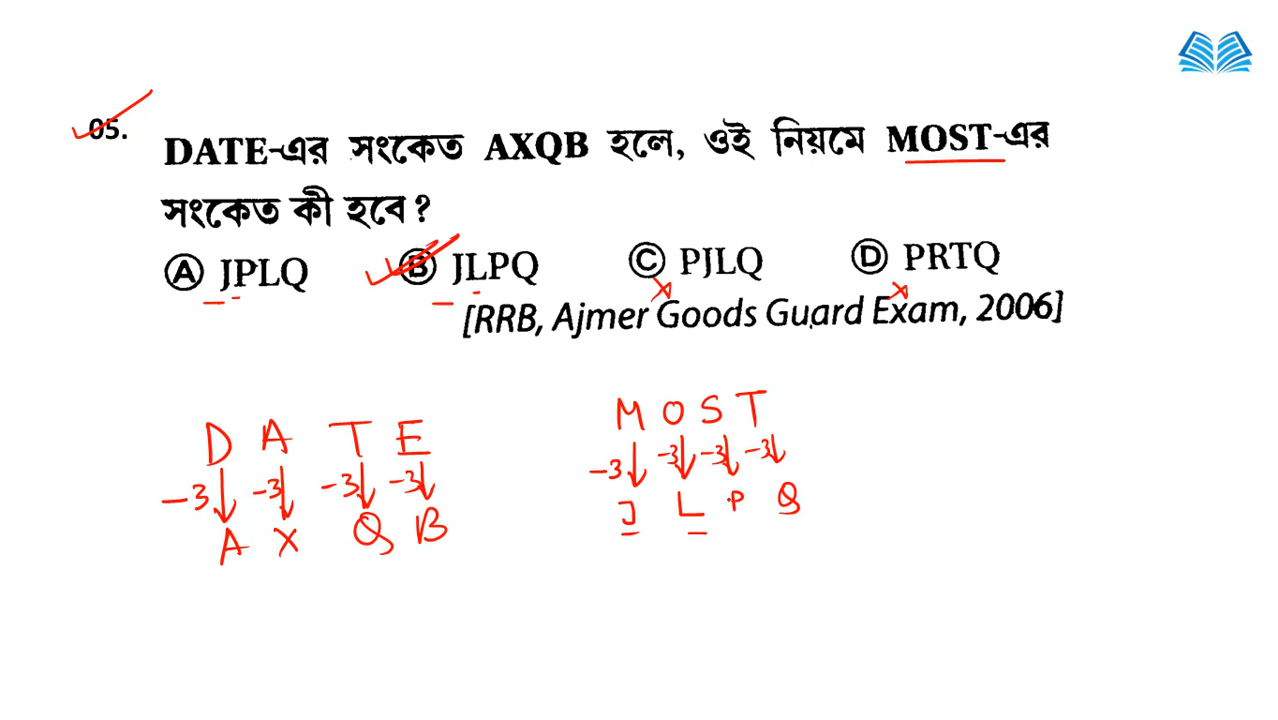 05.
DATE-এর সংকেত AXQB হলে, ওই নিয়মে MOST-এর
সংকেত কী হবে?
Ⓐ JPLQ Ⓑ JLPQ Ⓒ PJLQ Ⓓ PRTQ
[RRB, Ajmer Goods Guard Exam, 2006]
D A T E
-3 -3 -3 -3
A X Q B
M O S T
-3 -3 -3 -3
J L P Q